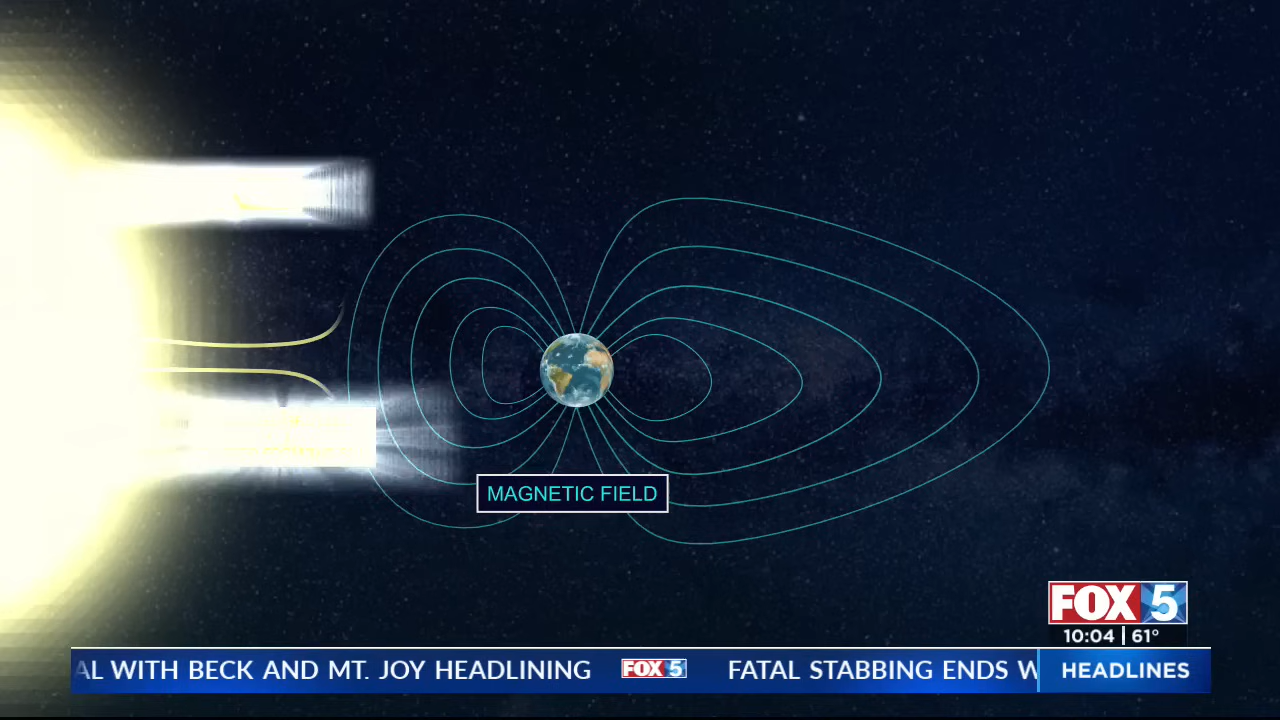 MAGNETIC FIELD
FOX 5
10:04 | 61°
AL WITH BECK AND MT. JOY HEADLINING FOX 5 FATAL STABBING ENDS W HEADLINES